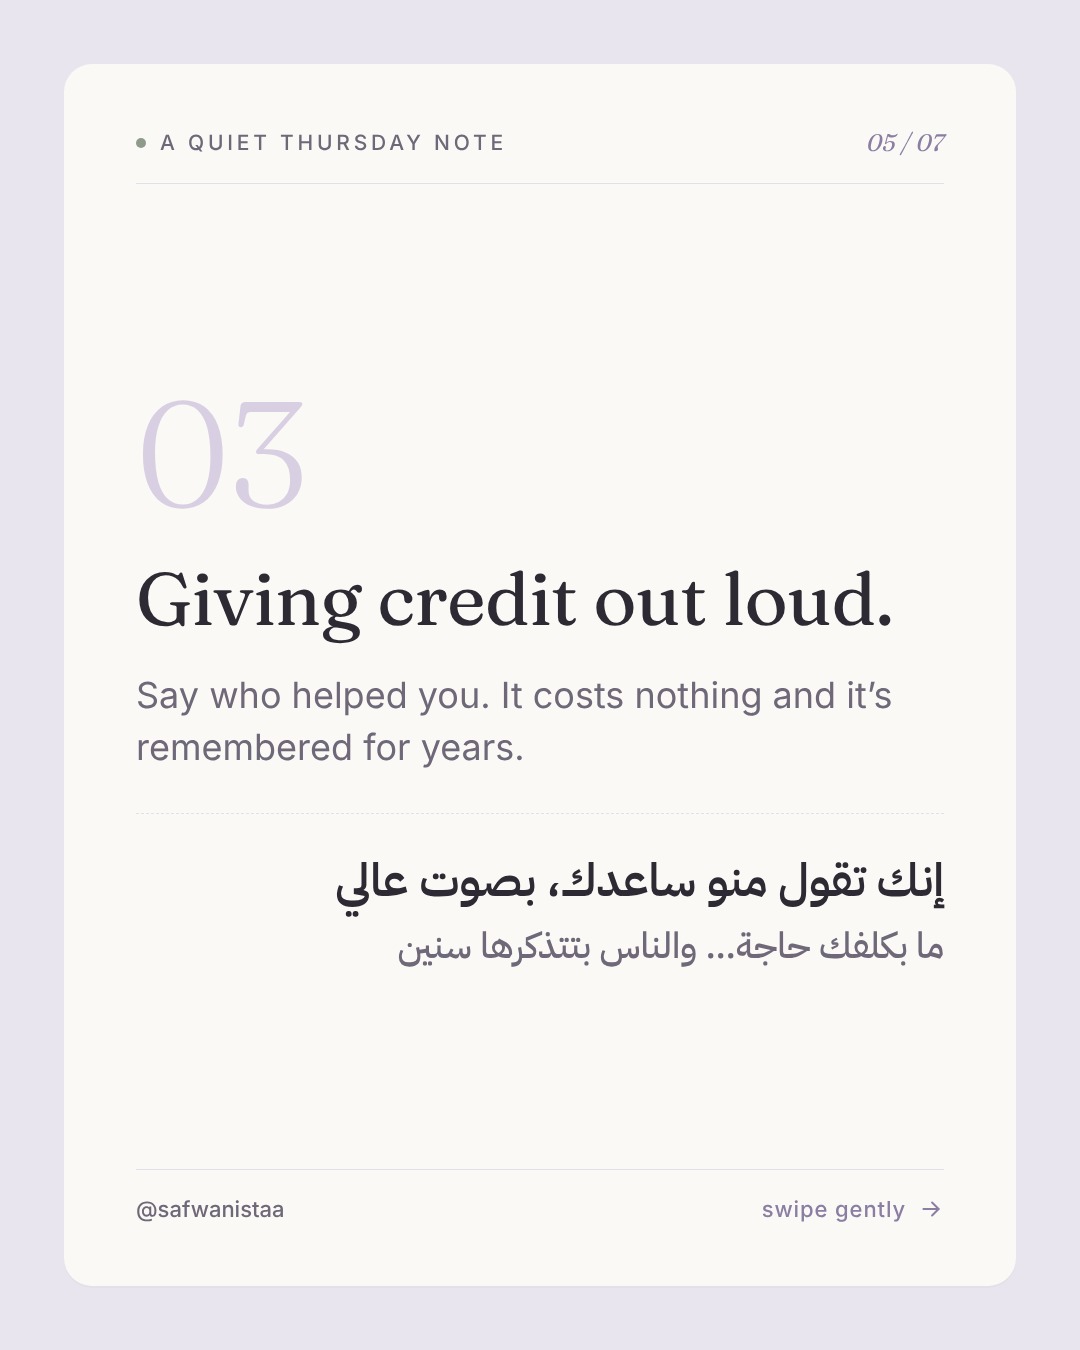 A QUIET THURSDAY NOTE
05 / 07
03
Giving credit out loud.
Say who helped you. It costs nothing and it’s
remembered for years.
إنك تقول منو ساعدك، بصوت عالي
ما بكلفك حاجة... والناس بتتذكرها سنين
@safwanistaa
swipe gently →